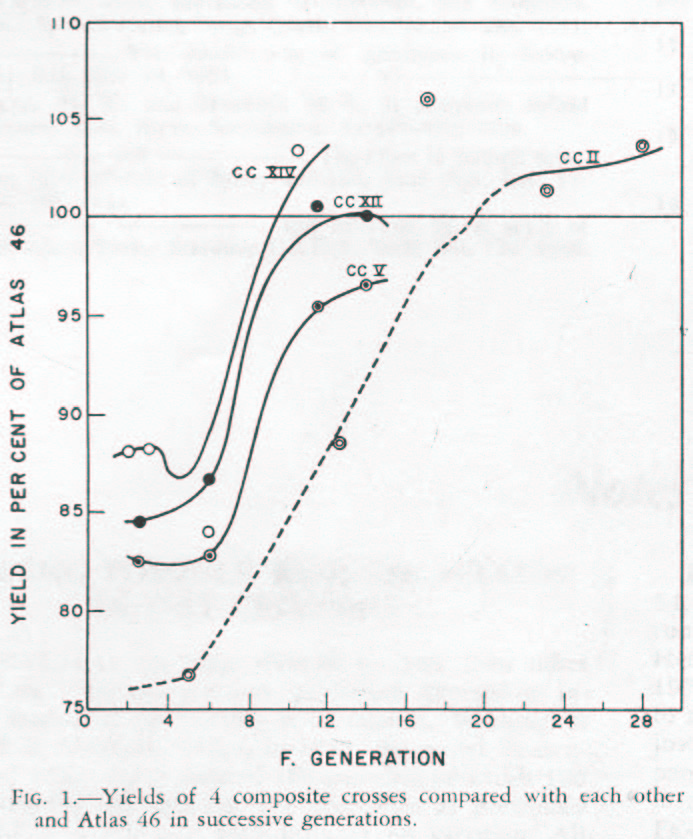 110
105
CC XIV
CC XII
CC II
100
CC V
95
90
85
80
75
0 4 8 12 16 20 24 28
YIELD IN PER CENT OF ATLAS 46
F. GENERATION
FIG. 1.—Yields of 4 composite crosses compared with each other
and Atlas 46 in successive generations.